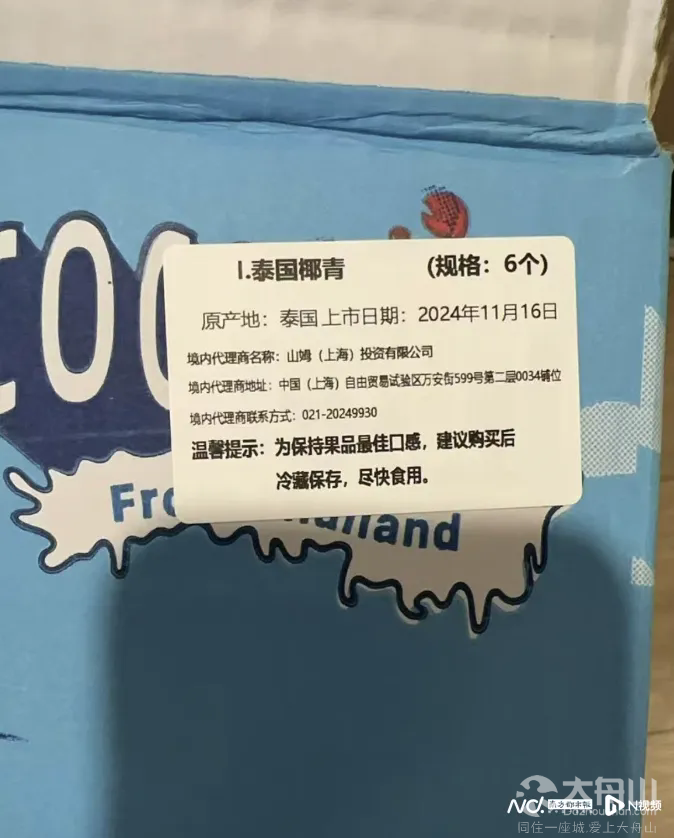 I.泰国椰青 (规格：6个)
原产地：泰国 上市日期：2024年11月16日
境内代理商名称：山姆（上海）投资有限公司
境内代理商地址：中国（上海）自由贸易试验区万安街599号第二层0034铺位
境内代理商联系方式：021-20249930
温馨提示：为保持果品最佳口感，建议购买后
冷藏保存，尽快食用。
大舟山
Dazhoushan.com
N视频
同住一座城.爱上大舟山